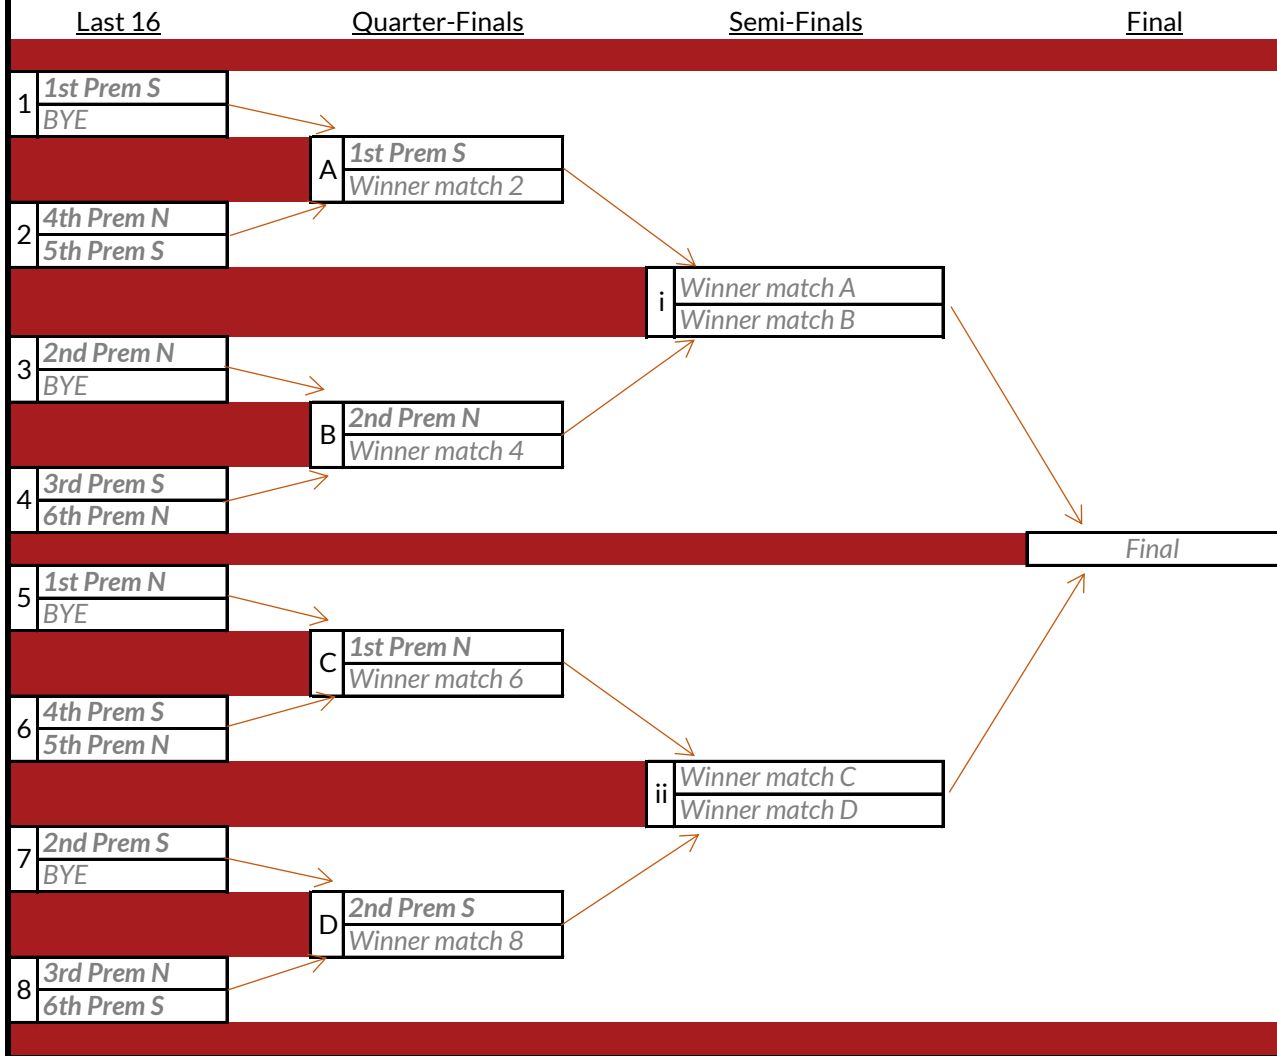 Last 16 Quarter-Finals Semi-Finals Final
1 1st Prem S
BYE
A 1st Prem S
Winner match 2
2 4th Prem N
5th Prem S
i Winner match A
Winner match B
3 2nd Prem N
BYE
B 2nd Prem N
Winner match 4
4 3rd Prem S
6th Prem N
Final
5 1st Prem N
BYE
C 1st Prem N
Winner match 6
6 4th Prem S
5th Prem N
ii Winner match C
Winner match D
7 2nd Prem S
BYE
D 2nd Prem S
Winner match 8
8 3rd Prem N
6th Prem S